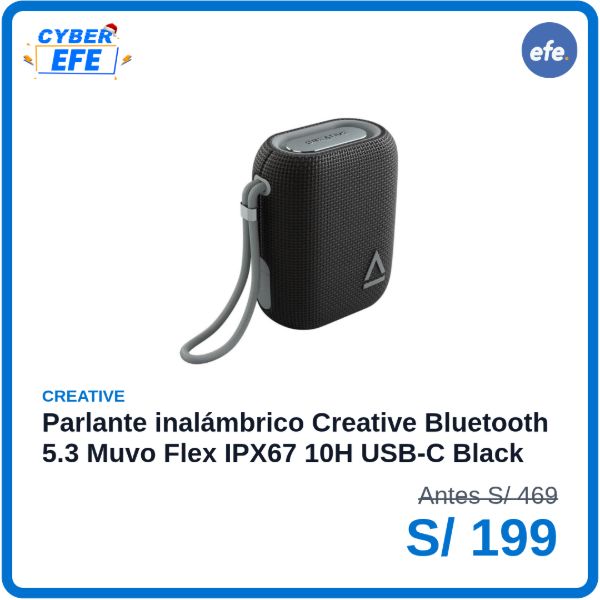 CYBER
EFE
efe.
CREATIVE
Parlante inalámbrico Creative Bluetooth
5.3 Muvo Flex IPX67 10H USB-C Black
Antes S/ 469
S/ 199